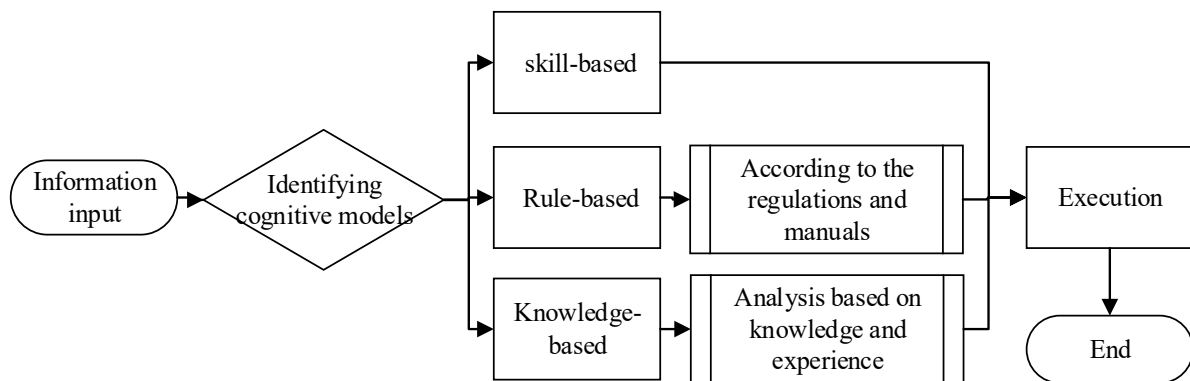 Information
input
Identifying
cognitive models
skill-based
Rule-based
According to the
regulations and
manuals
Knowledge-
based
Analysis based on
knowledge and
experience
Execution
End